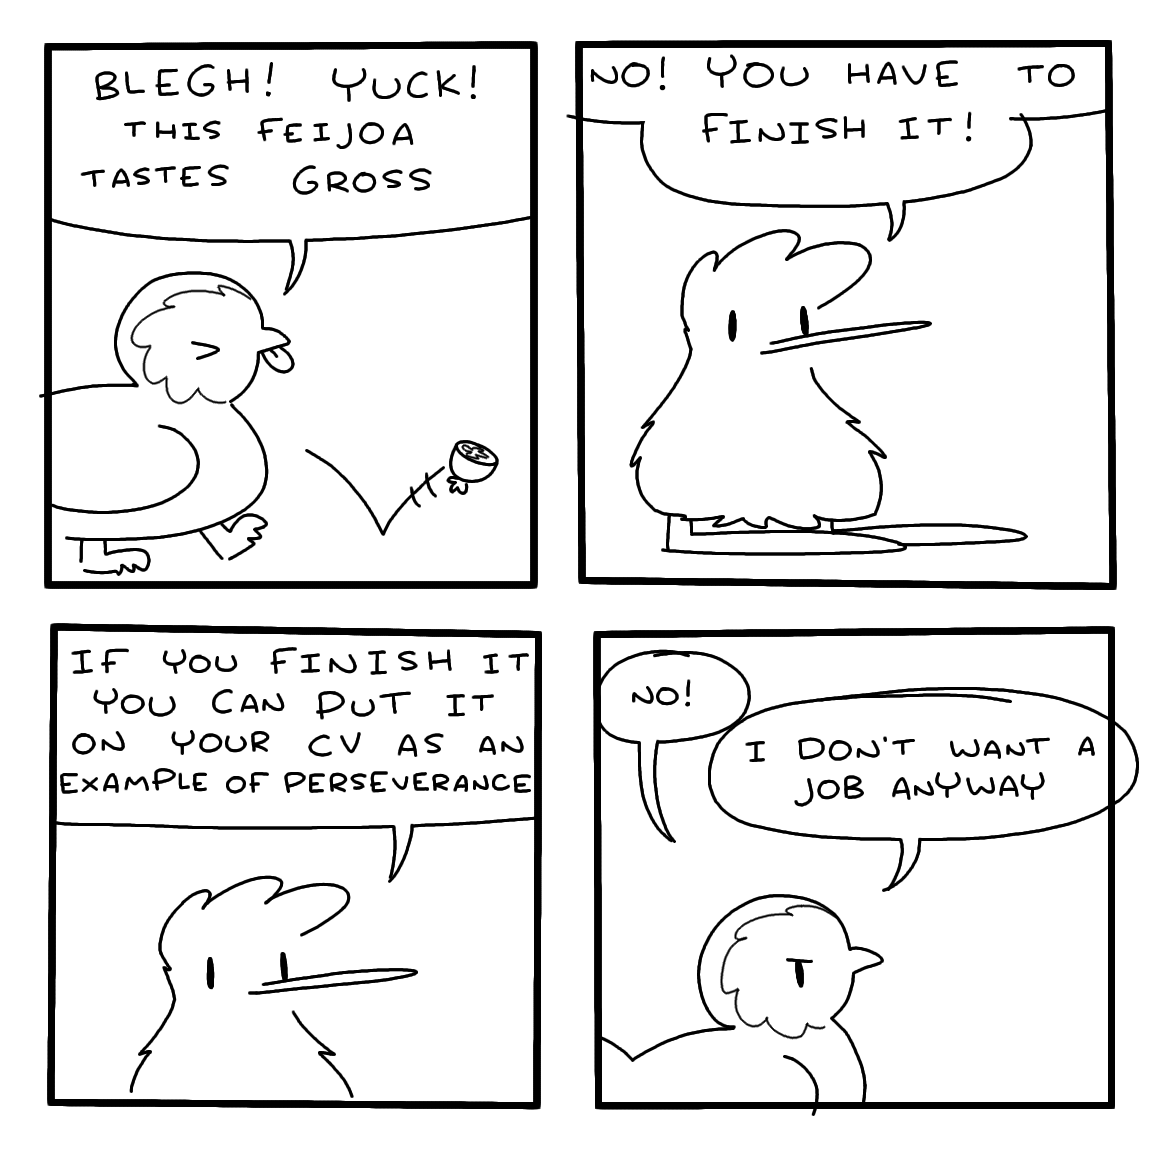 BLEGH! YUCK!
THIS FEIJOA
TASTES GROSS
NO! YOU HAVE TO
FINISH IT!
IF YOU FINISH IT
YOU CAN PUT IT
ON YOUR CV AS AN
EXAMPLE OF PERSEVERANCE
NO!
I DON'T WANT A
JOB ANYWAY